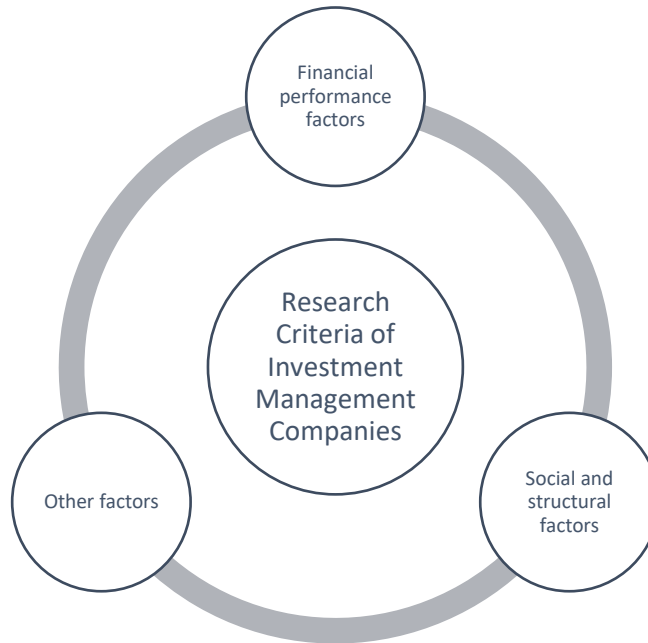 Financial
performance
factors
Research
Criteria of
Investment
Management
Companies
Other factors
Social and
structural
factors